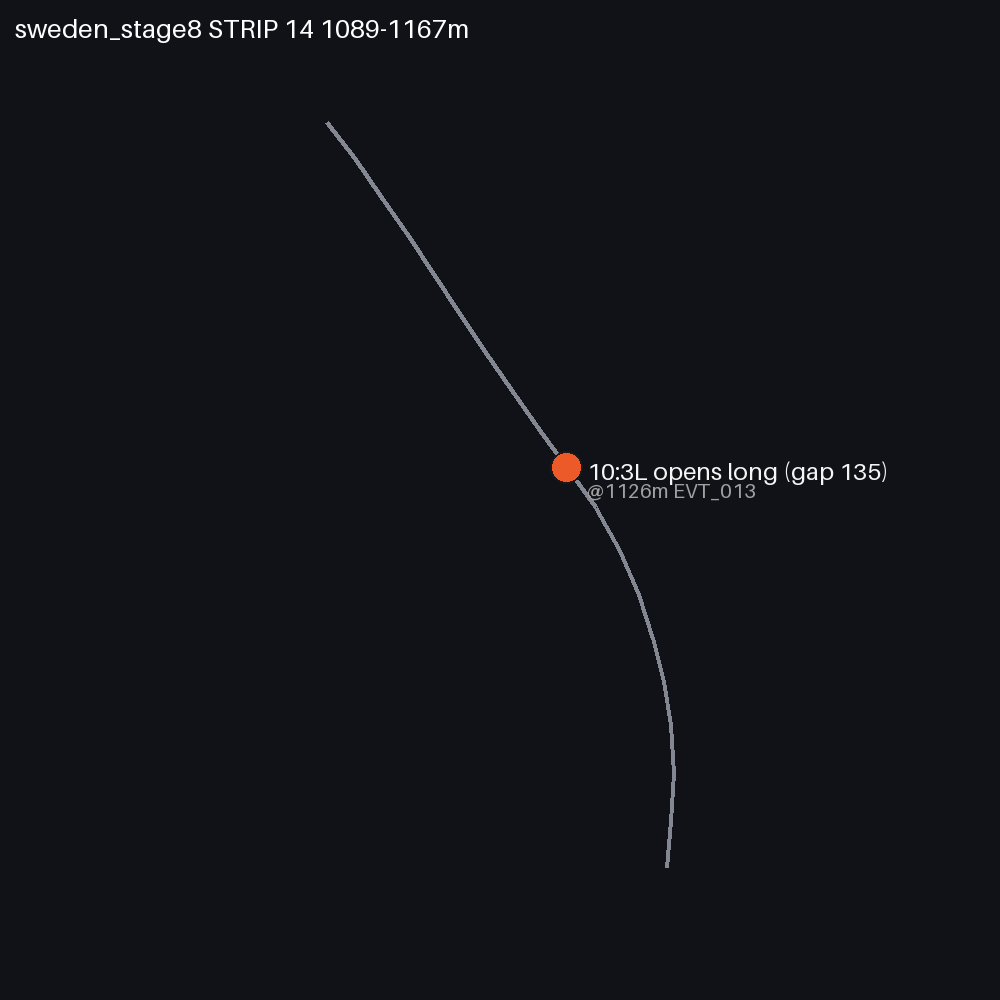 sweden_stage8 STRIP 14 1089-1167m
10:3L opens long (gap 135)
@1126m EVT_013